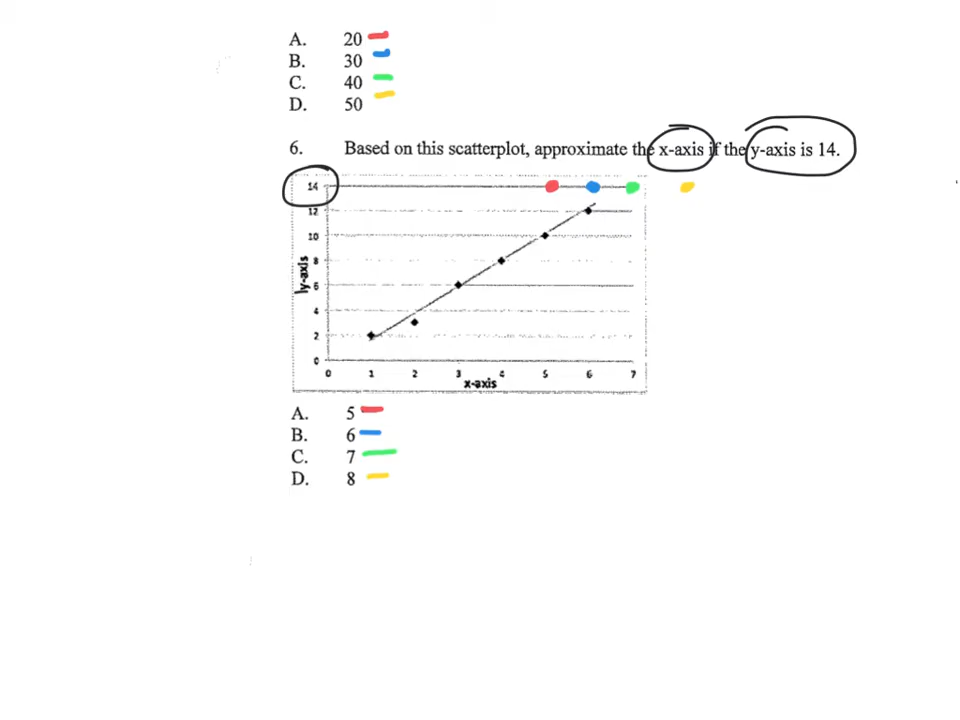 A. 20
B. 30
C. 40
D. 50
6. Based on this scatterplot, approximate the x-axis if the y-axis is 14.
14
12
10
8
6
4
2
0
y-axis
0 1 2 3 4 5 6 7
x-axis
A. 5
B. 6
C. 7
D. 8